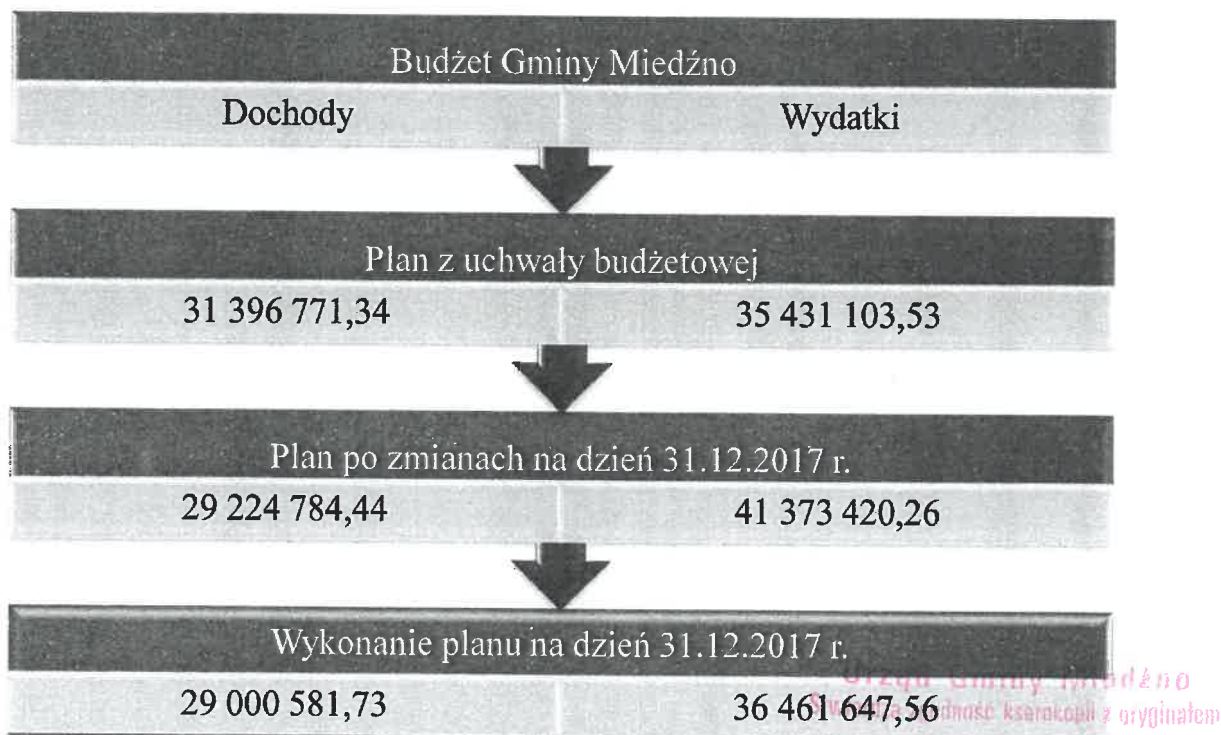 Budżet Gminy Miedźno
Dochody Wydatki
Plan z uchwały budżetowej
31 396 771,34 35 431 103,53
Plan po zmianach na dzień 31.12.2017 r.
29 224 784,44 41 373 420,26
Wykonanie planu na dzień 31.12.2017 r.
Urząd Gminy Miedźno
29 000 581,73 36 461 647,56
kserokopii z oryginałem